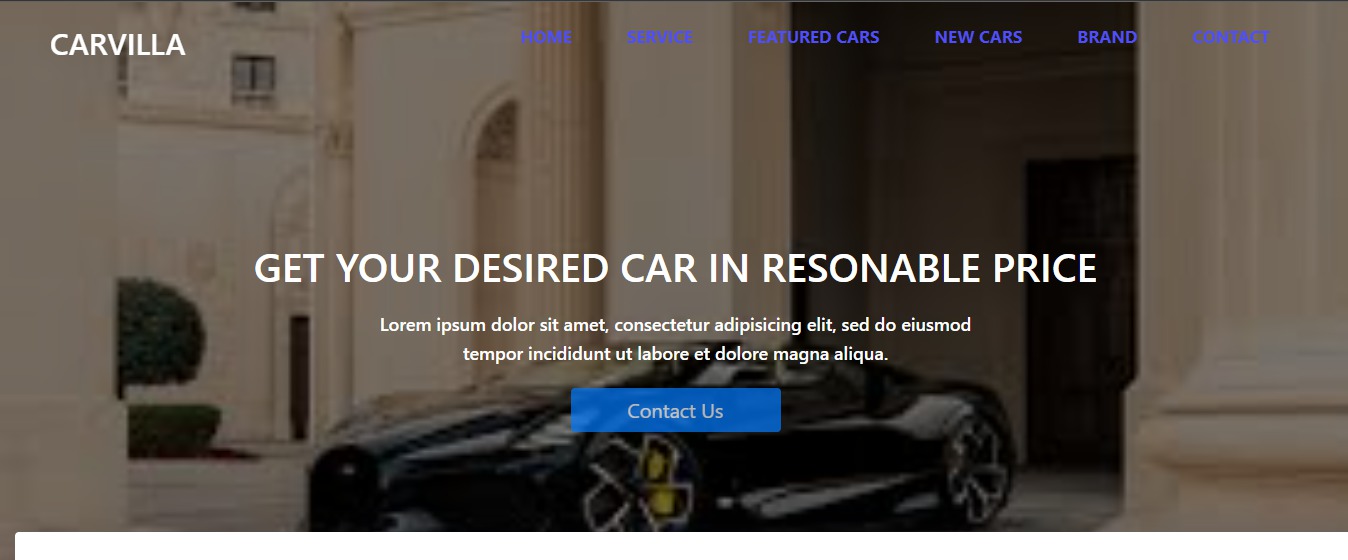 CARVILLA
HOME SERVICE FEATURED CARS NEW CARS BRAND CONTACT
GET YOUR DESIRED CAR IN RESONABLE PRICE
Lorem ipsum dolor sit amet, consectetur adipisicing elit, sed do eiusmod
tempor incididunt ut labore et dolore magna aliqua.
Contact Us